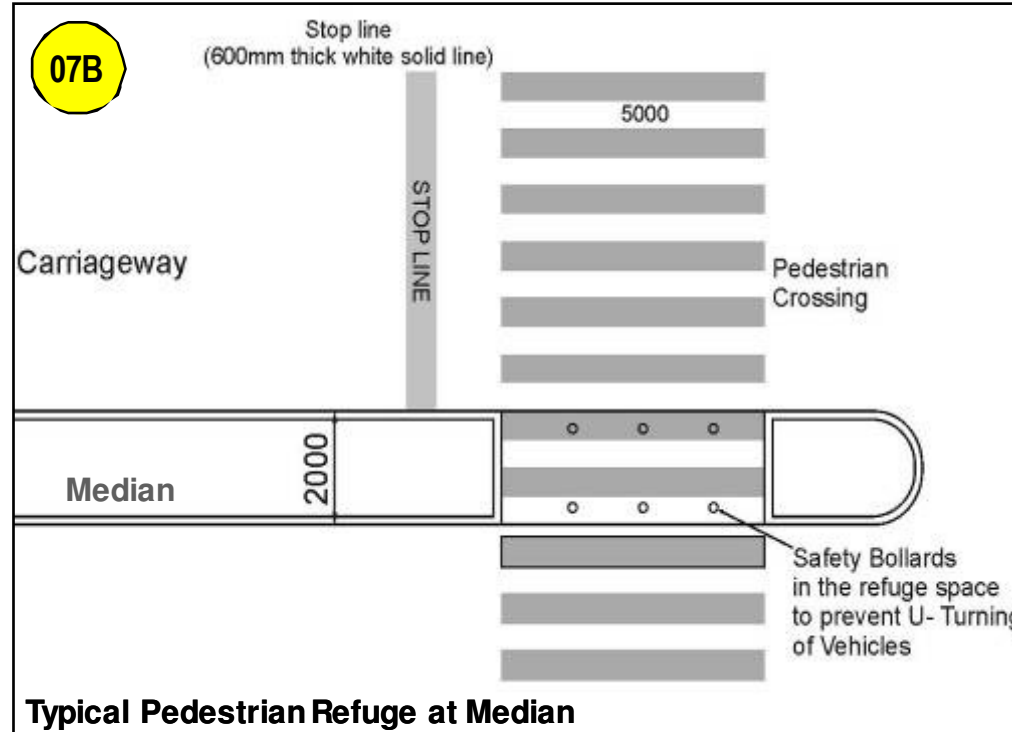 07B
Stop line
(600mm thick white solid line)
5000
STOP LINE
Carriageway
Pedestrian
Crossing
2000
Median
Safety Bollards
in the refuge space
to prevent U- Turning
of Vehicles
Typical Pedestrian Refuge at Median